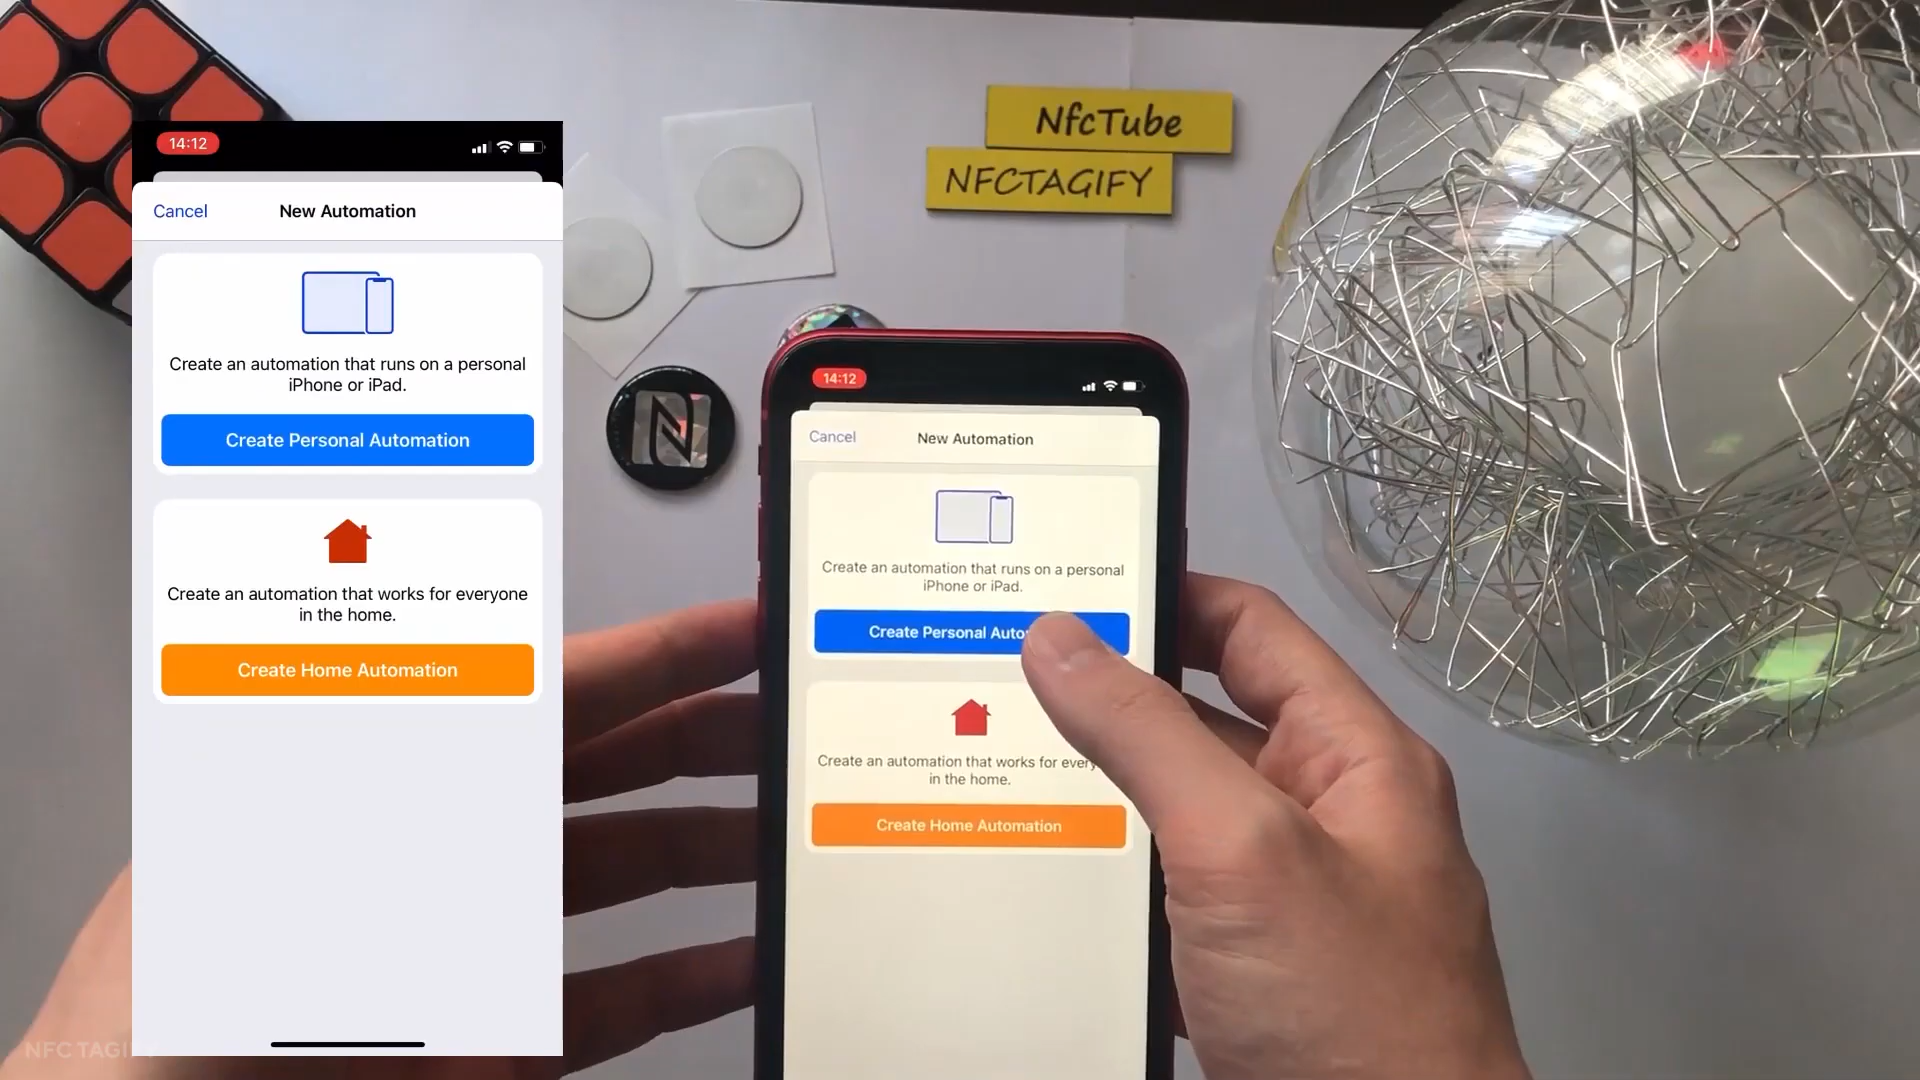 14:12
Cancel
New Automation
Create an automation that runs on a personal
iPhone or iPad.
Create Personal Automation
Create an automation that works for everyone
in the home.
Create Home Automation
NfcTube
NFCTAGIFY
14:12
Cancel
New Automation
Create an automation that runs on a personal
iPhone or iPad.
Create Personal Auto
Create an automation that works for every
in the home.
Create Home Automation
NFC TAGIFY